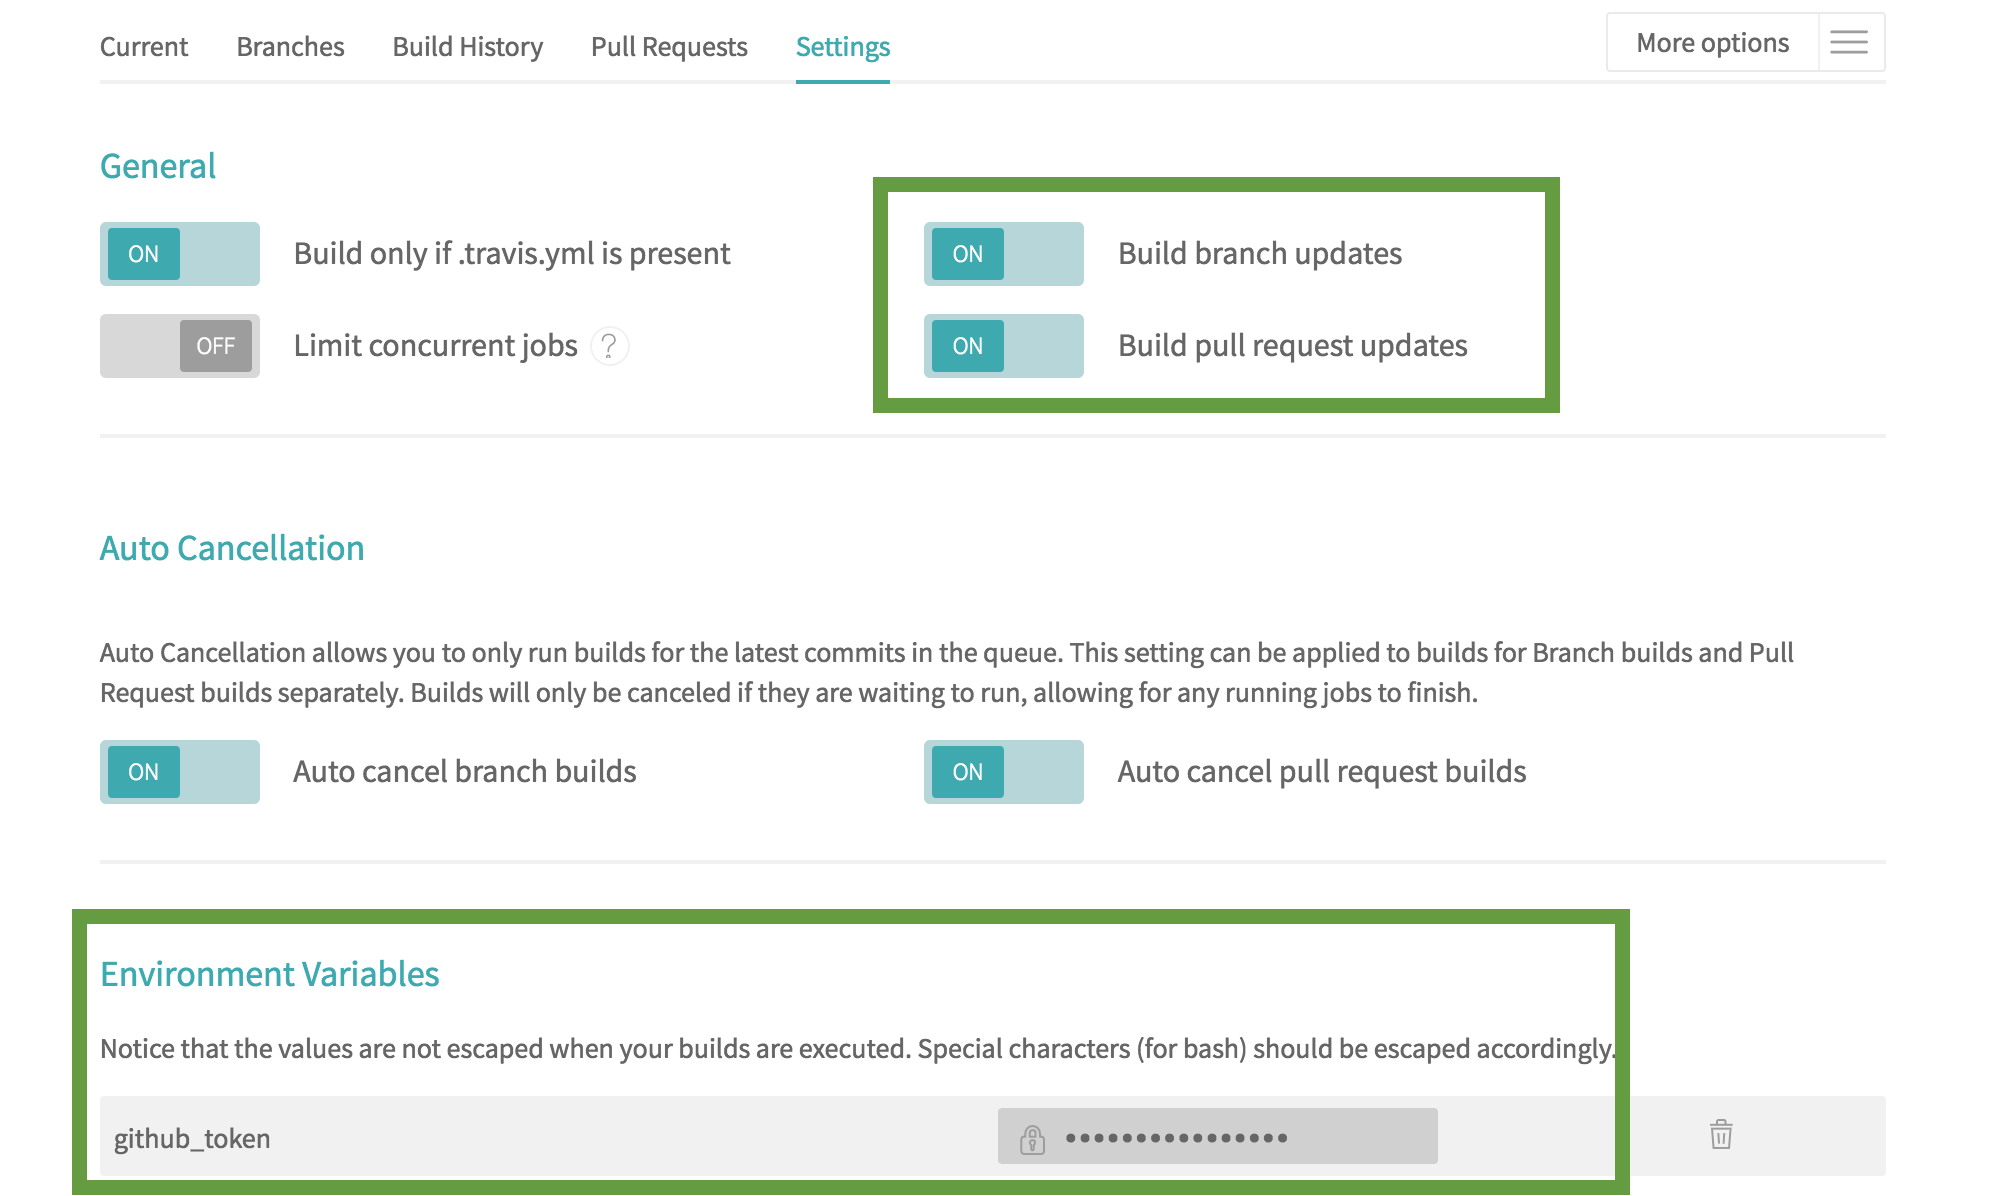 Current Branches Build History Pull Requests Settings More options
General
ON Build only if .travis.yml is present ON Build branch updates
OFF Limit concurrent jobs ? ON Build pull request updates
Auto Cancellation
Auto Cancellation allows you to only run builds for the latest commits in the queue. This setting can be applied to builds for Branch builds and Pull
Request builds separately. Builds will only be canceled if they are waiting to run, allowing for any running jobs to finish.
ON Auto cancel branch builds ON Auto cancel pull request builds
Environment Variables
Notice that the values are not escaped when your builds are executed. Special characters (for bash) should be escaped accordingly.
github_token ••••••••••••••••